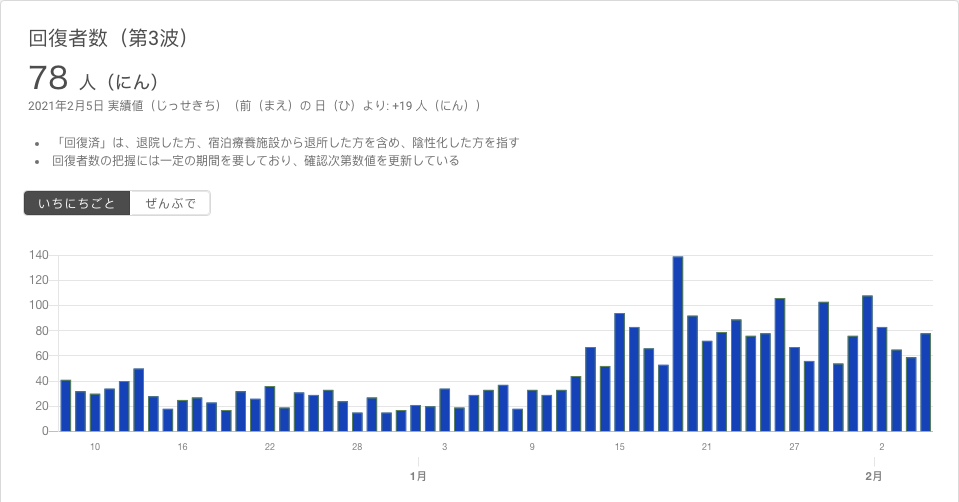 回復者数（第3波）
78 人（にん）
2021年2月5日 実績値（じっせきち）（前（まえ）の 日（ひ）より: +19 人（にん））
• 「回復済」は、退院した方、宿泊療養施設から退所した方を含め、陰性化した方を指す
• 回復者数の把握には一定の期間を要しており、確認次第数値を更新している
いちにちごと ぜんぶで
140
120
100
80
60
40
20
0
10 16 22 28 3 9 15 21 27 2
1月 2月